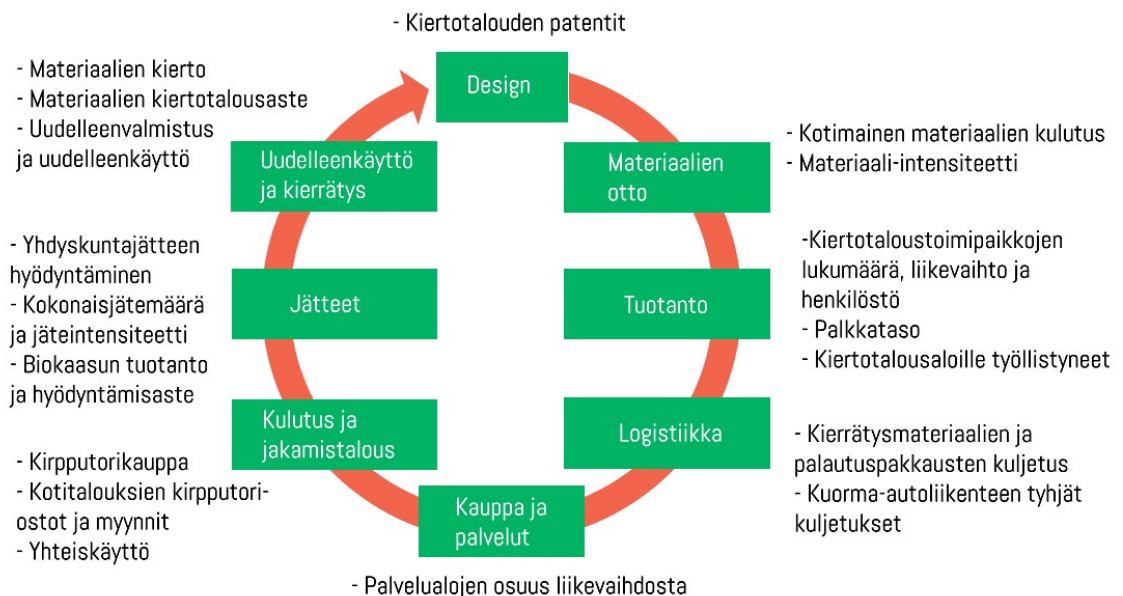 - Kiertotalouden patentit
Design
- Kotimainen materiaalien kulutus
- Materiaali-intensiteetti
Materiaalien
otto
-Kiertotaloustoimipaikkojen
lukumäärä, liikevaihto ja
henkilöstö
- Palkkataso
- Kiertotalousaloille työllistyneet
Tuotanto
Logistiikka
- Kierrätysmateriaalien ja
palautuspakkausten kuljetus
- Kuorma-autoliikenteen tyhjät
kuljetukset
Kauppa ja
palvelut
- Palvelualojen osuus liikevaihdosta
Kulutus ja
jakamistalous
- Kirpputorikauppa
- Kotitalouksien kirpputori-
ostot ja myynnit
- Yhteiskäyttö
Jätteet
- Yhdyskuntajätteen
hyödyntäminen
- Kokonaisjätemäärä
ja jäteintensiteetti
- Biokaasun tuotanto
ja hyödyntämisaste
Uudelleenkäyttö
ja kierrätys
- Materiaalien kierto
- Materiaalien kiertotalousaste
- Uudelleenvalmistus
ja uudelleenkäyttö